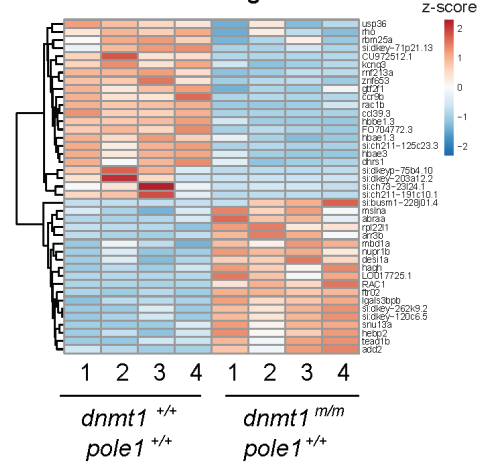 z-score
usp36
rho
rbm25a
si:dkey-71p21.13
CU972512.1
kcnq3
rnf213a
znf653
gtf2f1
ccr9b
rac1b
ccl39.3
hbbe1.3
FO704772.3
hbae1.3
si:ch211-125c23.3
hbae3
dhrs1
si:dkeyp-75b4.10
si:dkey-203a12.2
si:ch73-23l24.1
si:ch211-191c10.1
si:busm1-228j01.4
mslna
abraa
rpl22l1
arr3b
mbd1a
nupr1b
desi1a
hagh
LO017725.1
RAC1
ftr02
lgals3bpb
si:dkey-262k9.2
si:dkey-120c6.5
snu13a
hebp2
tead1b
add2
2
1
0
−1
−2
1 2 3 4 1 2 3 4
dnmt1 +/+ dnmt1 m/m
pole1 +/+ pole1 +/+